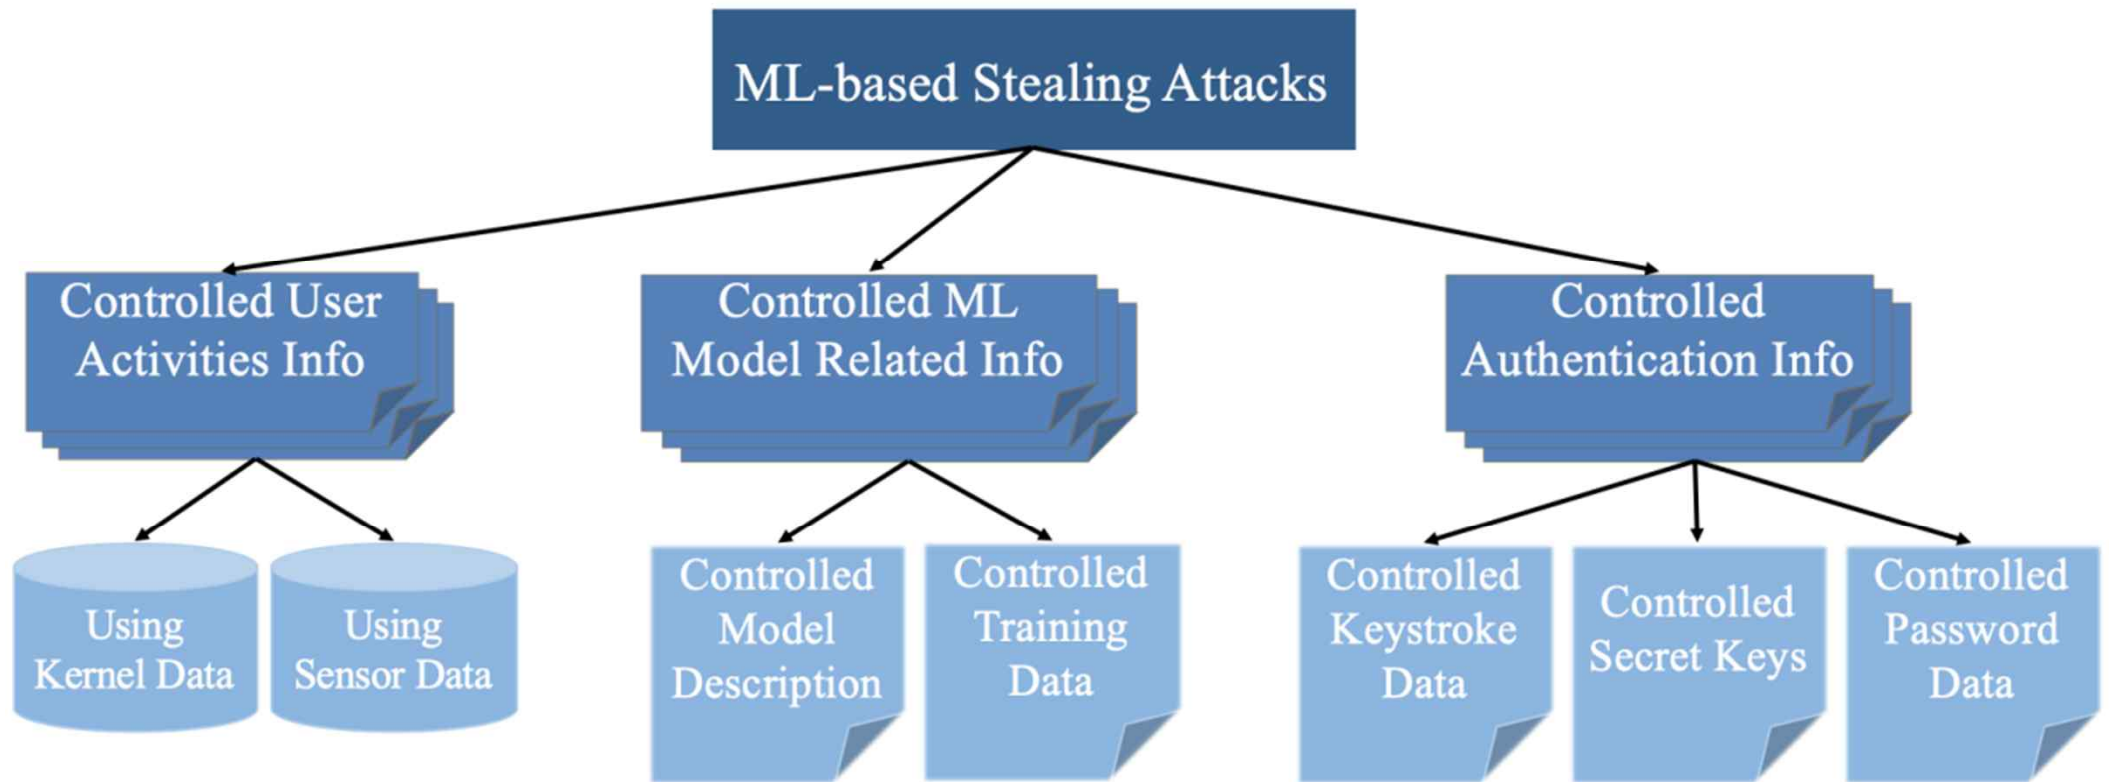 ML-based Stealing Attacks
Controlled User
Activities Info
Controlled ML
Model Related Info
Controlled
Authentication Info
Using
Kernel Data
Using
Sensor Data
Controlled
Model
Description
Controlled
Training
Data
Controlled
Keystroke
Data
Controlled
Secret Keys
Controlled
Password
Data